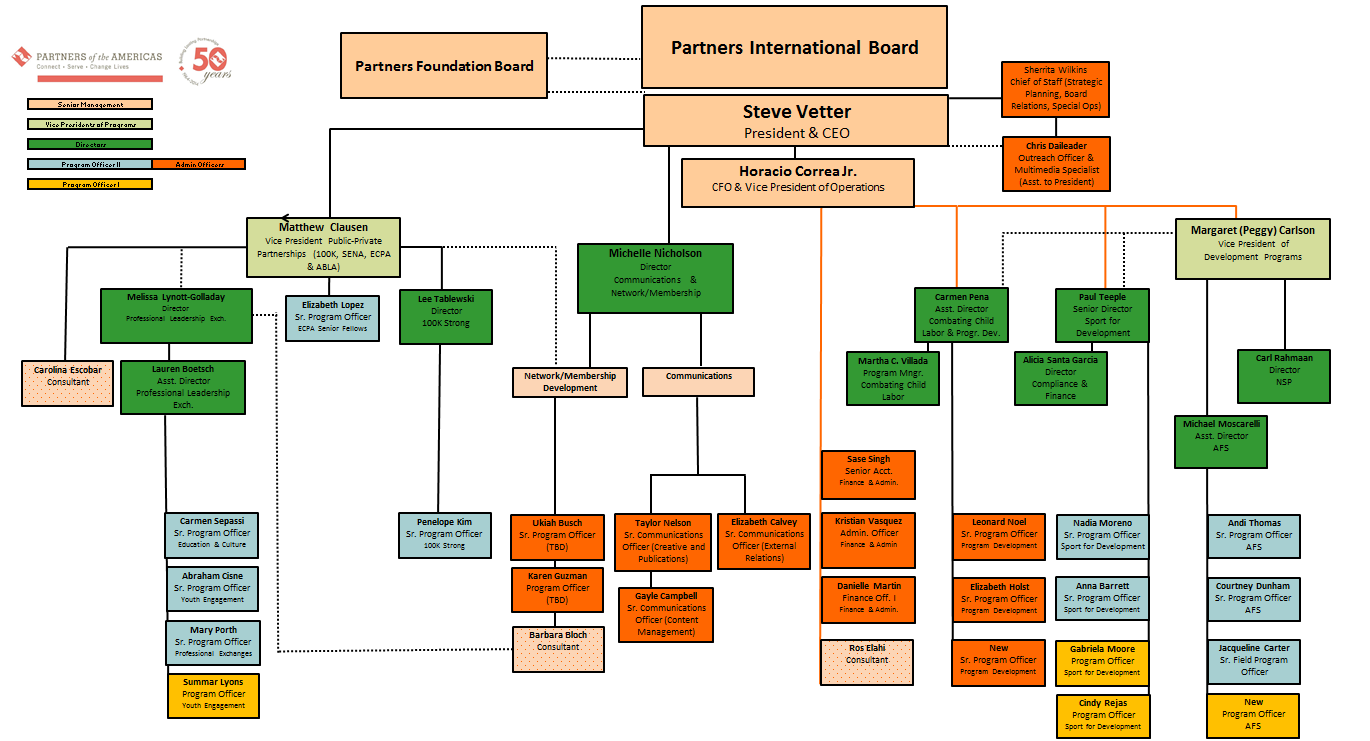 PARTNERS of the AMERICAS
Connect • Serve • Change Lives
50
years
Senior Management
Vice Presidents of Programs
Directors
Program Officer II
Admin Officers
Program Officer I
Partners Foundation Board
Partners International Board
Steve Vetter
President & CEO
Horacio Correa Jr.
CFO & Vice President of Operations
Sherrita Wilkins
Chief of Staff (Strategic
Planning, Board
Relations, Special Ops)
Chris Daileader
Outreach Officer &
Multimedia Specialist
(Asst. to President)
Matthew Clausen
Vice President Public-Private
Partnerships (100K, SENA, ECPA
& ABLA)
Michelle Nicholson
Director
Communications &
Network/Membership
Margaret (Peggy) Carlson
Vice President of
Development Programs
Melissa Lynott-Golladay
Director
Professional Leadership Exch.
Elizabeth Lopez
Sr. Program Officer
ECPA Senior Fellows
Lee Tablewski
Director
100K Strong
Carmen Pena
Asst. Director
Combating Child
Labor & Progr. Dev.
Paul Teeple
Senior Director
Sport for
Development
Carolina Escobar
Consultant
Lauren Boetsch
Asst. Director
Professional Leadership
Exch.
Network/Membership
Development
Communications
Martha C. Villada
Program Mngr.
Combating Child
Labor
Alicia Santa Garcia
Director
Compliance &
Finance
Carl Rahmaan
Director
NSP
Michael Moscarelli
Asst. Director
AFS
Sase Singh
Senior Acct.
Finance & Admin.
Carmen Sepassi
Sr. Program Officer
Education & Culture
Penelope Kim
Sr. Program Officer
100K Strong
Ukiah Busch
Sr. Program Officer
(TBD)
Taylor Nelson
Sr. Communications
Officer (Creative and
Publications)
Elizabeth Calvey
Sr. Communications
Officer (External
Relations)
Kristian Vasquez
Admin. Officer
Finance & Admin
Leonard Noel
Sr. Program Officer
Program Development
Nadia Moreno
Sr. Program Officer
Sport for Development
Andi Thomas
Sr. Program Officer
AFS
Abraham Cisne
Sr. Program Officer
Youth Engagement
Karen Guzman
Program Officer
(TBD)
Gayle Campbell
Sr. Communications
Officer (Content
Management)
Danielle Martin
Finance Off. I
Finance & Admin.
Elizabeth Holst
Sr. Program Officer
Program Development
Anna Barrett
Sr. Program Officer
Sport for Development
Courtney Dunham
Sr. Program Officer
AFS
Mary Porth
Sr. Program Officer
Professional Exchanges
Barbara Bloch
Consultant
Ros Elahi
Consultant
New
Sr. Program Officer
Program Development
Gabriela Moore
Program Officer
Sport for Development
Jacqueline Carter
Sr. Field Program
Officer
Summar Lyons
Program Officer
Youth Engagement
Cindy Rejas
Program Officer
Sport for Development
New
Program Officer
AFS